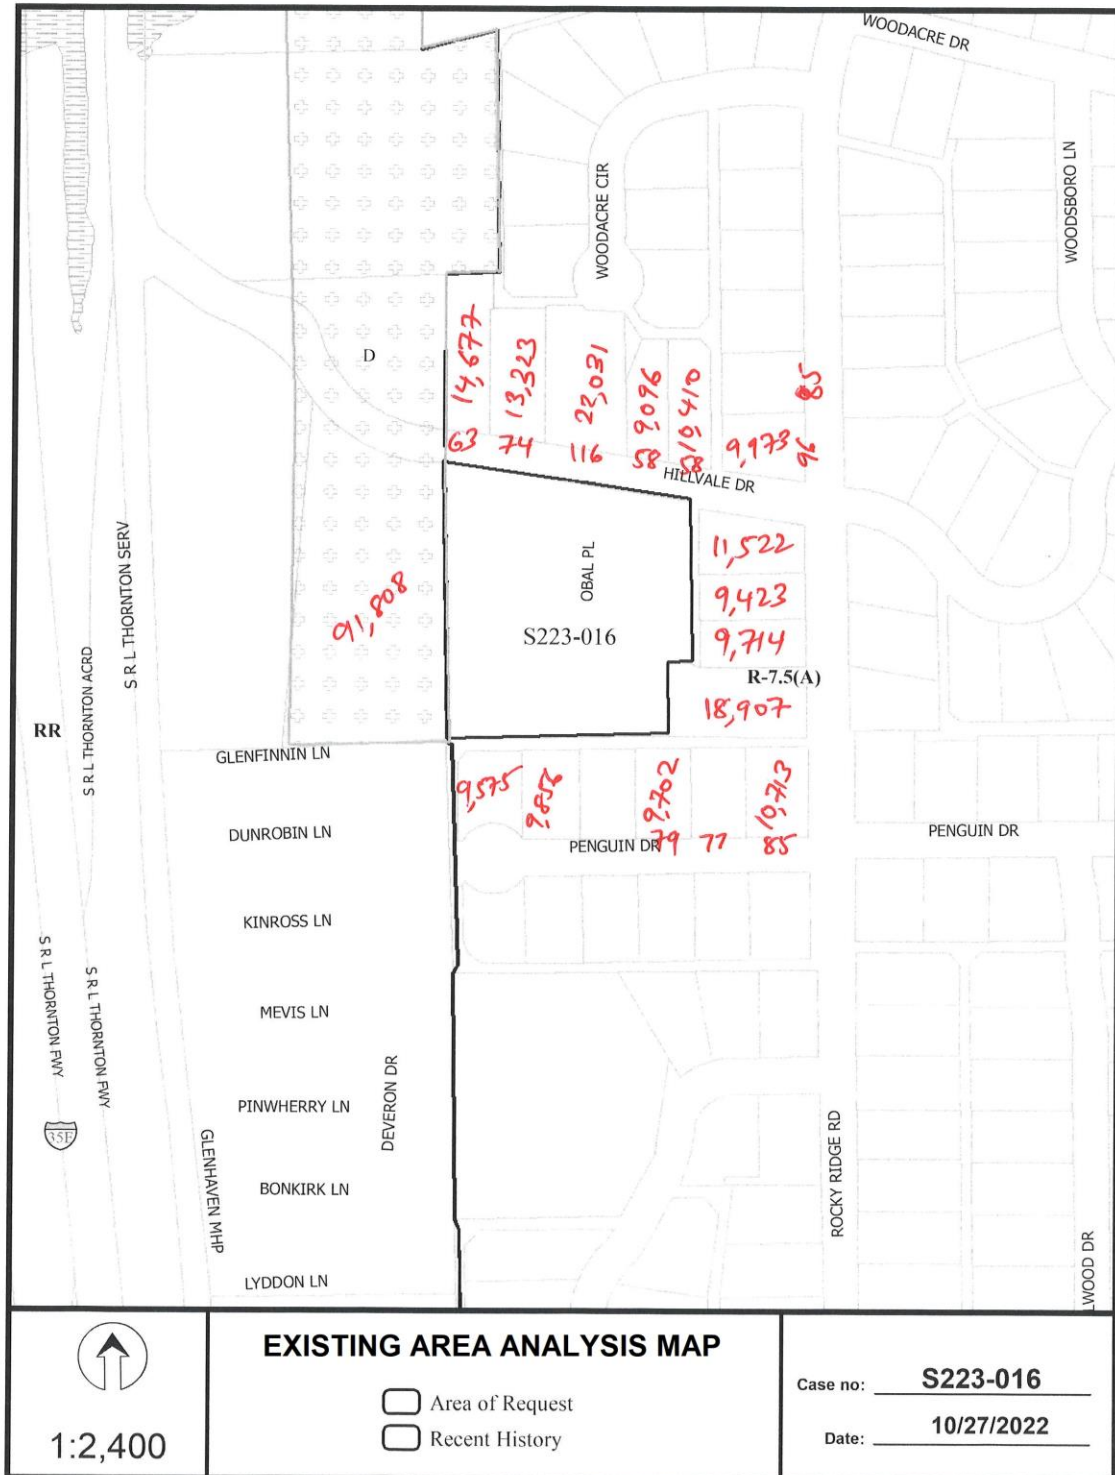 WOODACRE DR
WOODACRE CIR
WOODSBORO LN
D
14,677
13,323
23,031
9,096
10,410
9,973
85
96
63
74
116
58
58
HILLVALE DR
S R L THORNTON SERV
S R L THORNTON ACRD
91,808
OBAL PL
S223-016
11,522
9,423
9,714
R-7.5(A)
18,907
RR
GLENFINNIN LN
DUNROBIN LN
KINROSS LN
MEVIS LN
PINWHERRY LN
BONKIRK LN
LYDDON LN
9,575
9,856
9,702
10,713
PENGUIN DR
79
77
85
PENGUIN DR
S R L THORNTON FWY
S R L THORNTON FWY
35E
GLENHAVEN MHP
DEVERON DR
ROCKY RIDGE RD
LWOOD DR
1:2,400
EXISTING AREA ANALYSIS MAP
Area of Request
Recent History
Case no: S223-016
Date: 10/27/2022